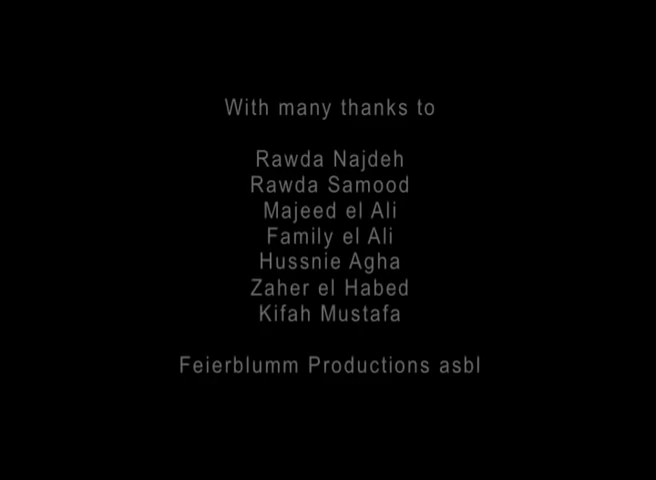 With many thanks to
Rawda Najdeh
Rawda Samood
Majeed el Ali
Family el Ali
Hussnie Agha
Zaher el Habed
Kifah Mustafa
Feierblumm Productions asbl